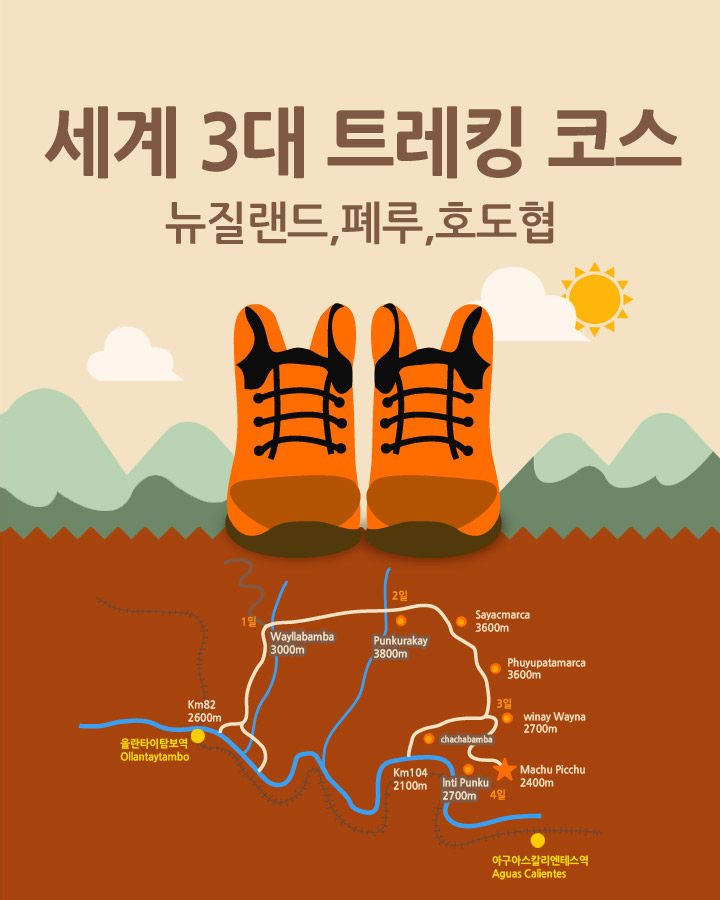 세계 3대 트레킹 코스
뉴질랜드,폐루,호도협
2일
1일
Wayllabamba
3000m
Punkurakay
3800m
Sayacmarca
3600m
Phuyupatamarca
3600m
Km82
2600m
3일
winay Wayna
2700m
올란타이탐보역
Ollantaytambo
chachabamba
Km104
2100m
Inti Punku
2700m
4일
Machu Picchu
2400m
아구아스칼리엔테스역
Aguas Calientes